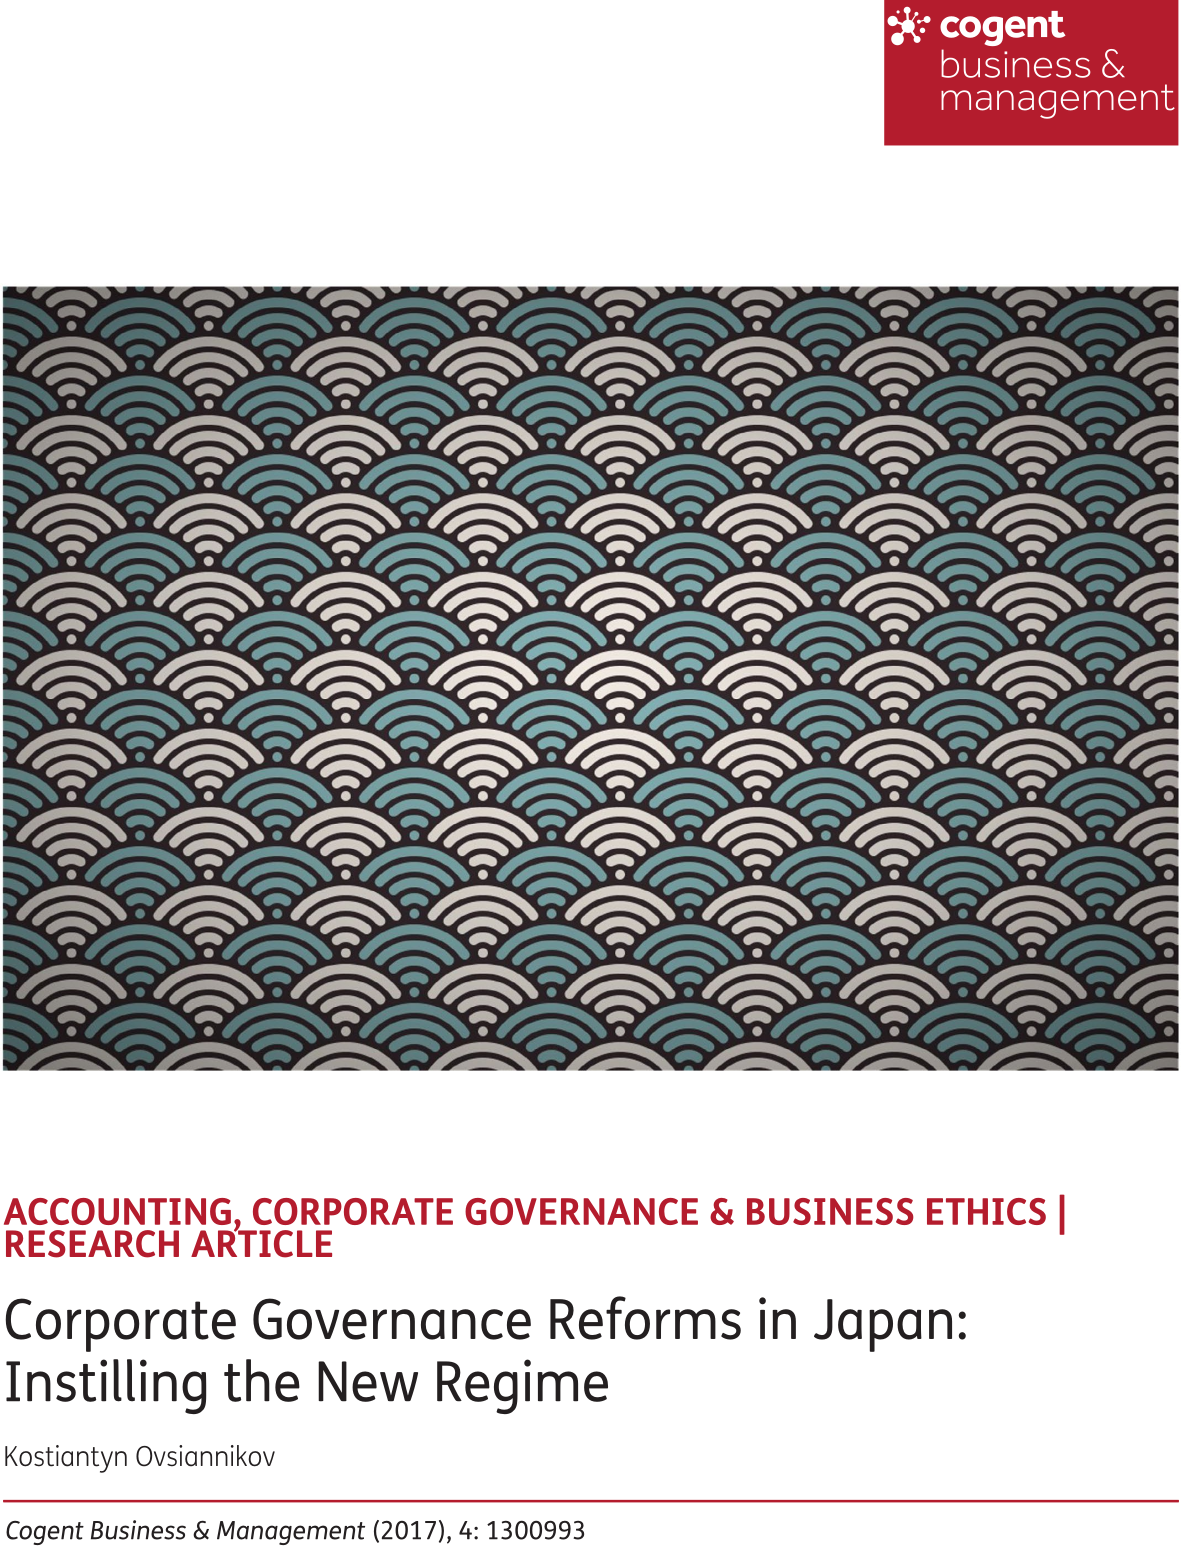 cogent
business &
management
ACCOUNTING, CORPORATE GOVERNANCE & BUSINESS ETHICS |
RESEARCH ARTICLE
Corporate Governance Reforms in Japan:
Instilling the New Regime
Kostiantyn Ovsiannikov
Cogent Business & Management (2017), 4: 1300993